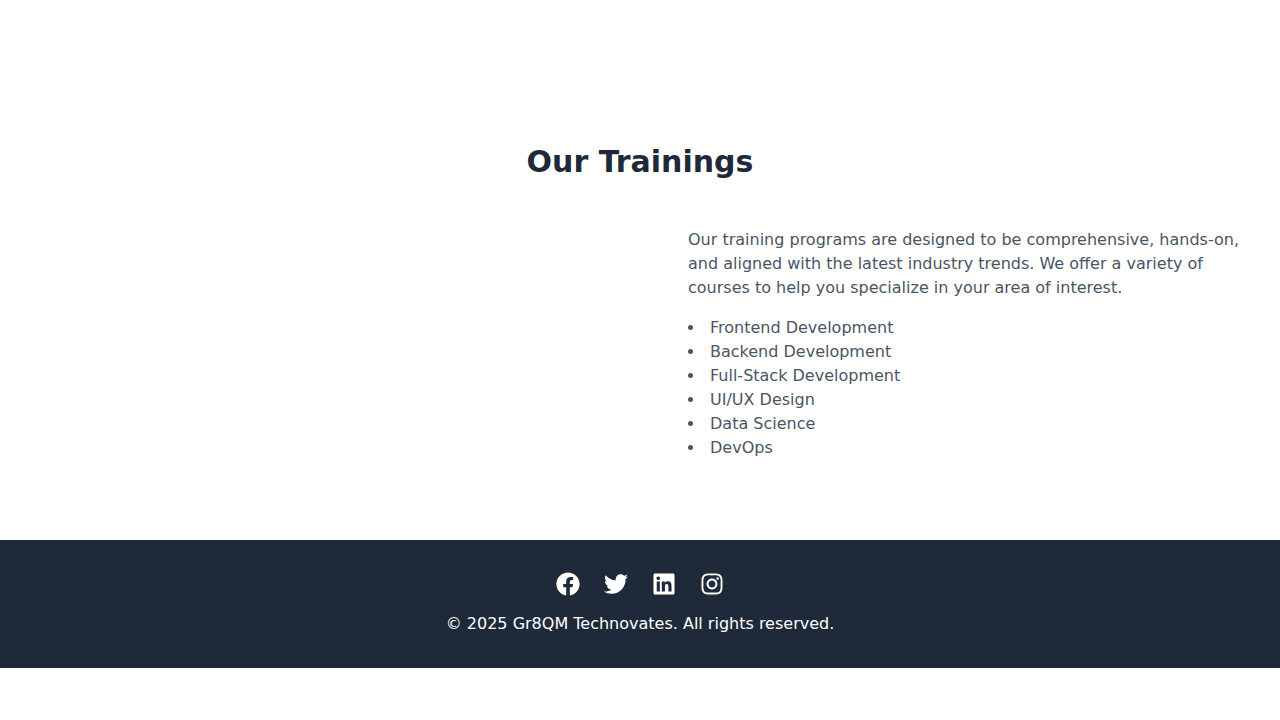 Our Trainings
Our training programs are designed to be comprehensive, hands-on,
and aligned with the latest industry trends. We offer a variety of
courses to help you specialize in your area of interest.
• Frontend Development
• Backend Development
• Full-Stack Development
• UI/UX Design
• Data Science
• DevOps
© 2025 Gr8QM Technovates. All rights reserved.